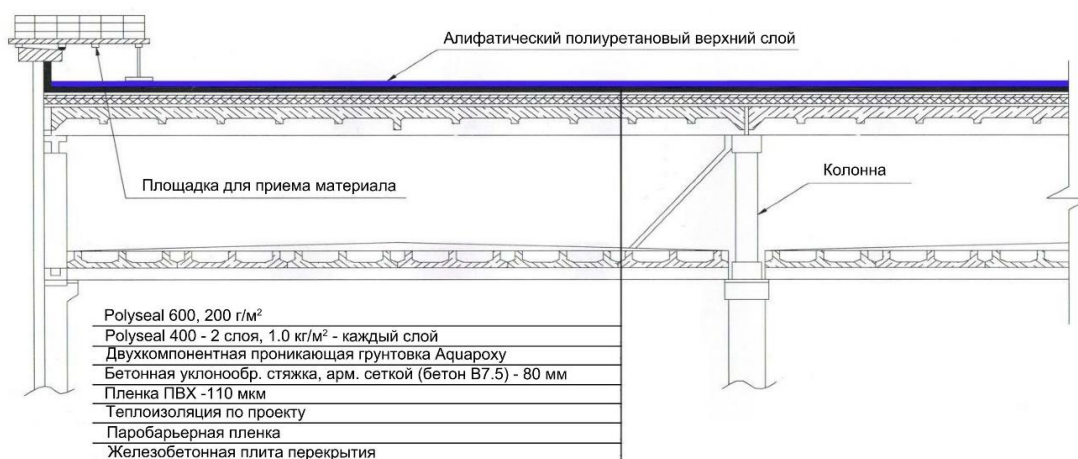 Алифатический полиуретановый верхний слой
Площадка для приема материала
Колонна
Polyseal 600, 200 г/м²
Polyseal 400 - 2 слоя, 1.0 кг/м² - каждый слой
Двухкомпонентная проникающая грунтовка Aquapoxy
Бетонная уклонообр. стяжка, арм. сеткой (бетон В7.5) - 80 мм
Пленка ПВХ -110 мкм
Теплоизоляция по проекту
Паробарьерная пленка
Железобетонная плита перекрытия